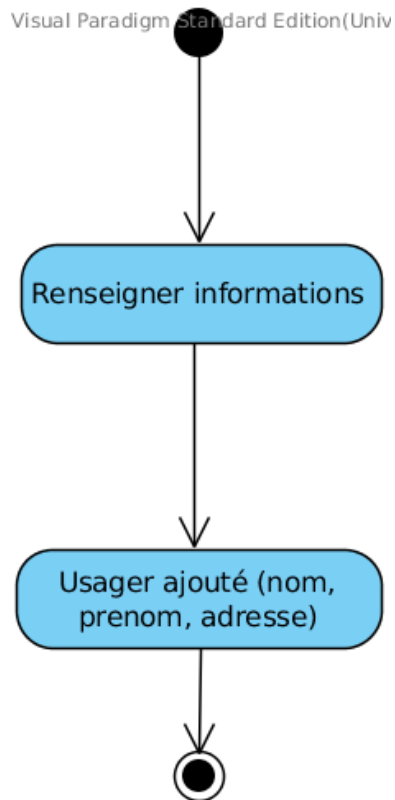 Visual Paradigm Standard Edition(Univ
Renseigner informations
Usager ajouté (nom,
prenom, adresse)